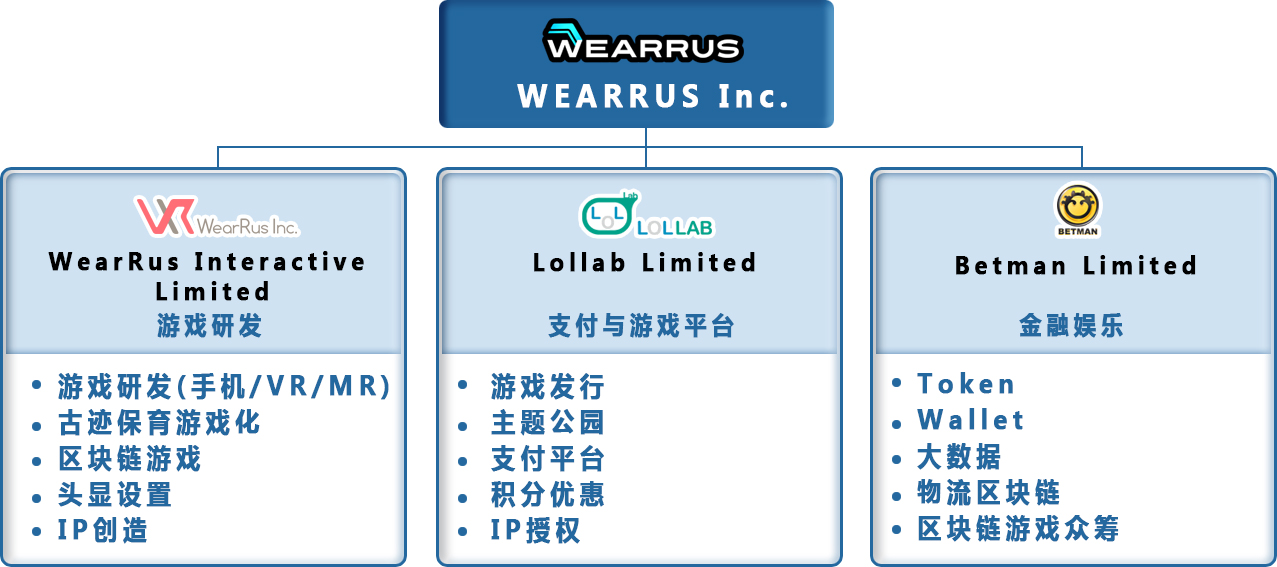 WEARRUS
WEARRUS Inc.
WearRus Inc.
WearRus Interactive
Limited
游戏研发
游戏研发(手机/VR/MR)
古迹保育游戏化
区块链游戏
头显设置
IP创造
Lab
LOL
LOLLAB
Lollab Limited
支付与游戏平台
游戏发行
主题公园
支付平台
积分优惠
IP授权
BETMAN
Betman Limited
金融娱乐
Token
Wallet
大数据
物流区块链
区块链游戏众筹